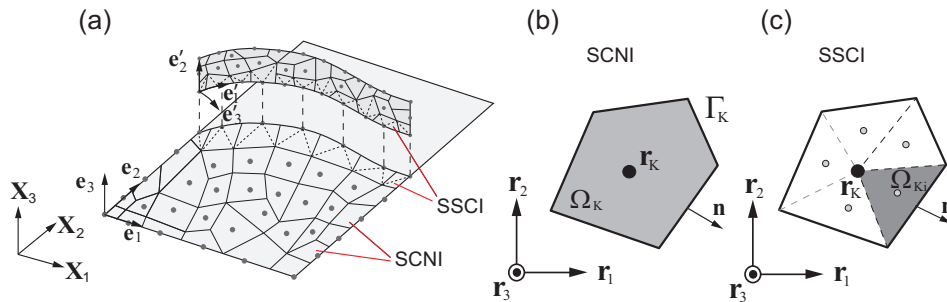 (a)
e′2
e′1
e′3
SSCI
e3
e2
e1
SCNI
X3
X2
X1
(b)
SCNI
ΓK
rK
ΩK
n
r2
r1
r3
(c)
SSCI
rK
ΩKi
r2
r1
r3